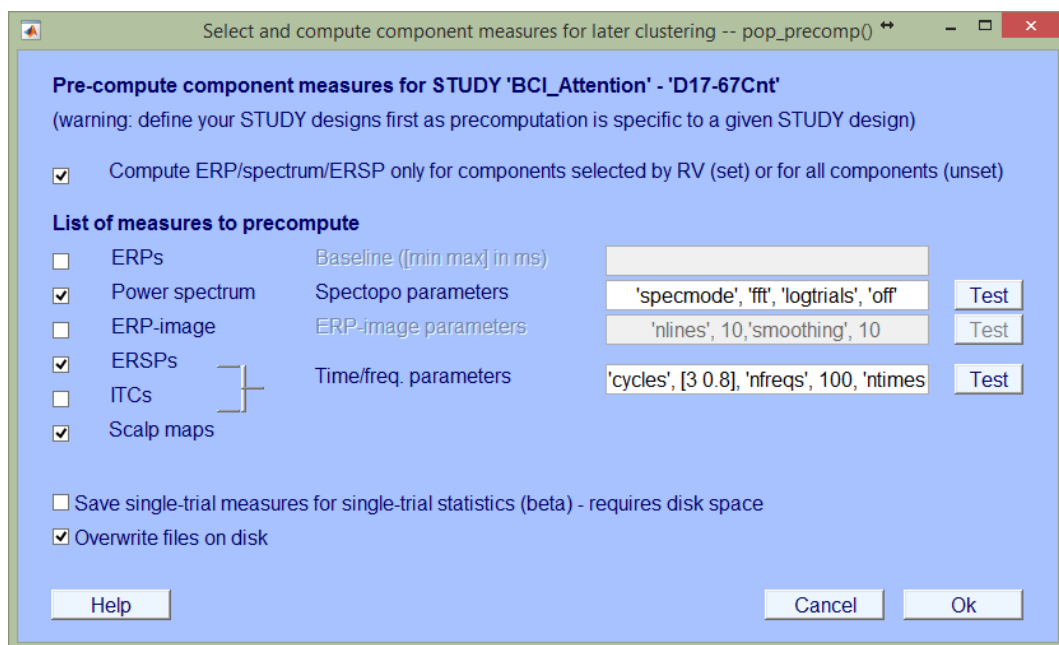 Select and compute component measures for later clustering -- pop_precomp()
Pre-compute component measures for STUDY 'BCI_Attention' - 'D17-67Cnt'
(warning: define your STUDY designs first as precomputation is specific to a given STUDY design)
Compute ERP/spectrum/ERSP only for components selected by RV (set) or for all components (unset)
List of measures to precompute
ERPs Baseline ([min max] in ms)
Power spectrum Spectopo parameters 'specmode', 'fft', 'logtrials', 'off' Test
ERP-image ERP-image parameters 'nlines', 10,'smoothing', 10 Test
ERSPs
Time/freq. parameters 'cycles', [3 0.8], 'nfreqs', 100, 'ntimes Test
ITCs
Scalp maps
Save single-trial measures for single-trial statistics (beta) - requires disk space
Overwrite files on disk
Help Cancel Ok